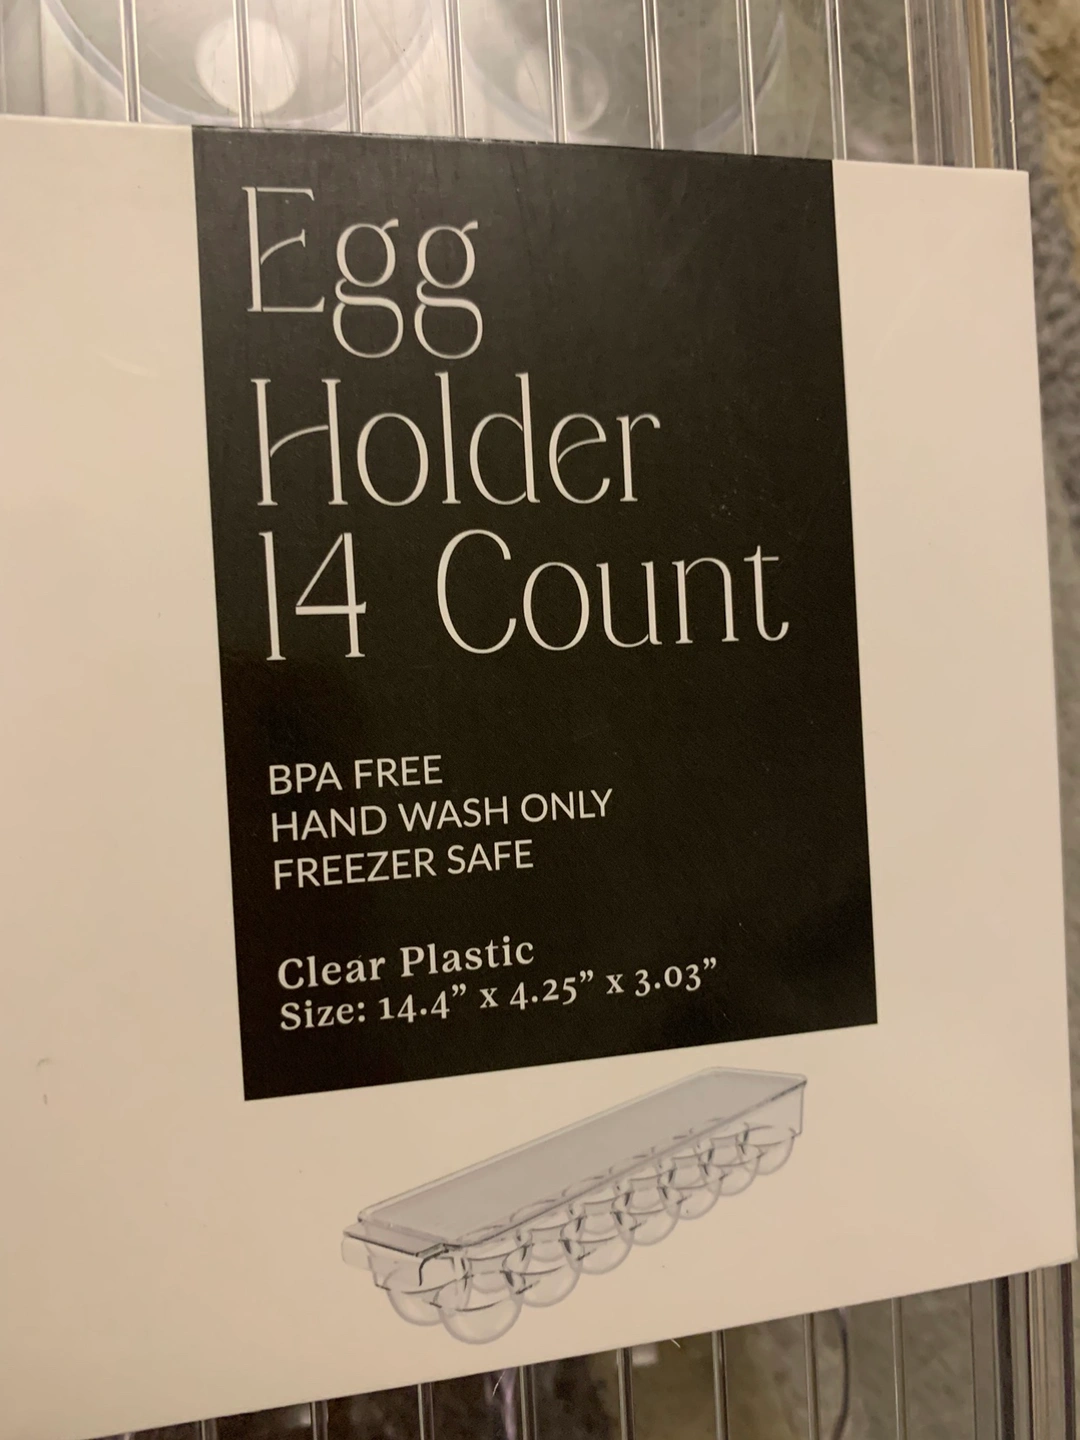 Egg
Holder
14 Count
BPA FREE
HAND WASH ONLY
FREEZER SAFE
Clear Plastic
Size: 14.4” x 4.25” x 3.03”